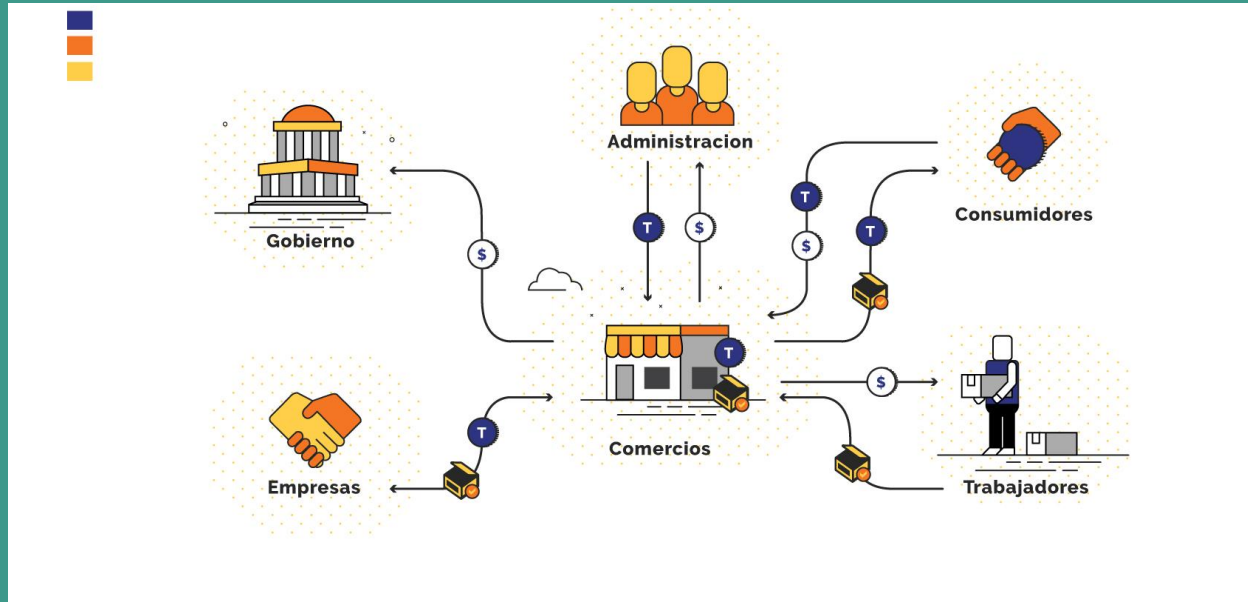 Administracion
Consumidores
Gobierno
T
$
T
$
T
$
T
$
Comercios
T
Empresas
Trabajadores